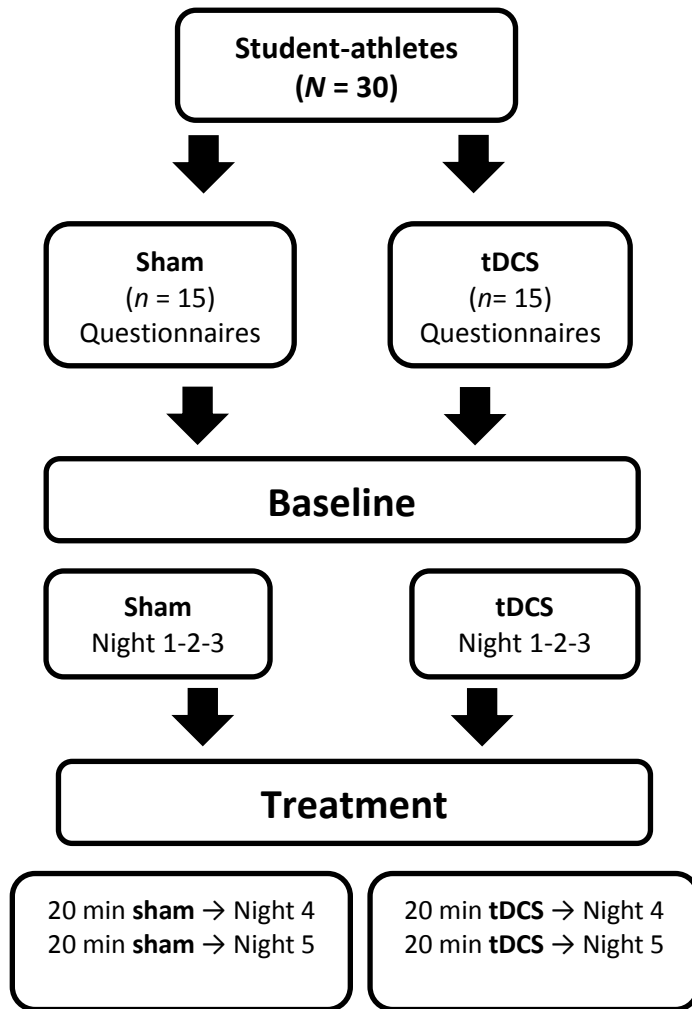 Student-athletes
(N = 30)
Sham
(n = 15)
Questionnaires
tDCS
(n= 15)
Questionnaires
Baseline
Sham
Night 1-2-3
tDCS
Night 1-2-3
Treatment
20 min sham → Night 4
20 min sham → Night 5
20 min tDCS → Night 4
20 min tDCS → Night 5